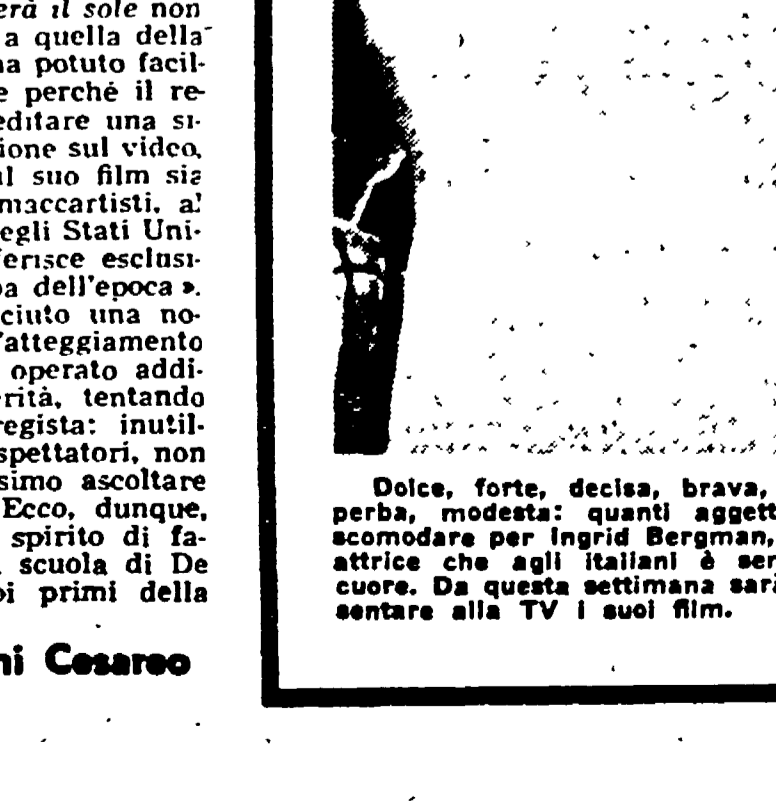 erà il sole non
a quella della
ha potuto facil-
e perché il re-
editare una si-
ione sul video,
l suo film sia
maccartisti, al
egli Stati Uni-
ferisce esclusi-
pa dell'epoca ».
ciuto una no-
l'atteggiamento
operato addi-
rità, tentando
regista: inutil-
spettatori, non
simo ascoltare
Ecco, dunque,
spirito di fa-
scuola di De
oi primi della
ni Cesareo
Dolce, forte, decisa, brava,
perba, modesta: quanti aggett
scomodare per Ingrid Bergman,
attrice che agli italiani è ser
cuore. Da questa settimana sarà
sentare alla TV i suoi film.